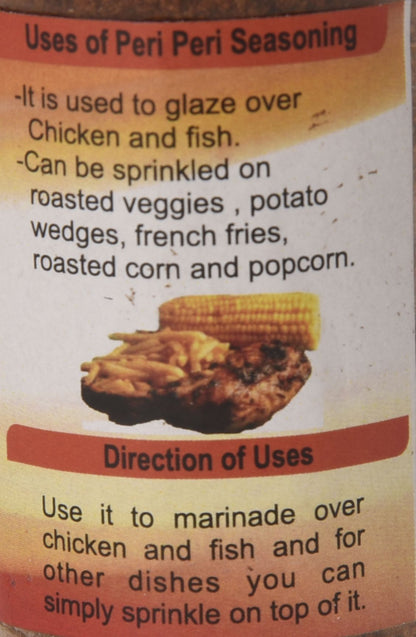 Uses of Peri Peri Seasoning
-It is used to glaze over
Chicken and fish.
-Can be sprinkled on
roasted veggies , potato
wedges, french fries,
roasted corn and popcorn.
Direction of Uses
Use it to marinade over
chicken and fish and for
other dishes you can
simply sprinkle on top of it.